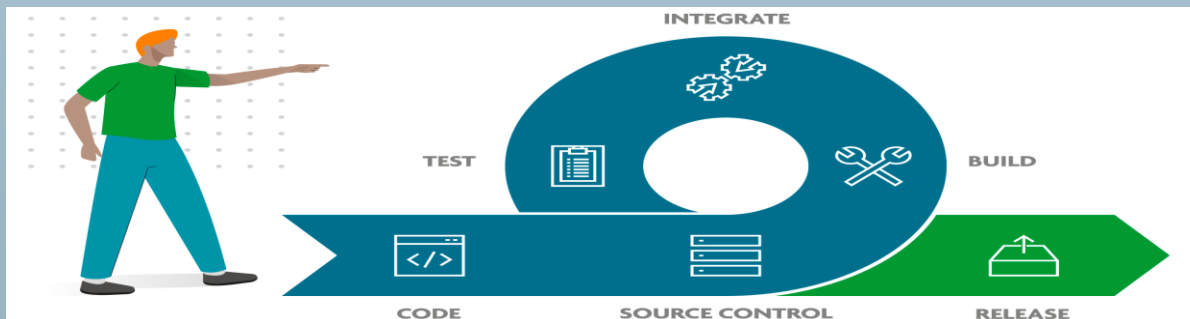 INTEGRATE
TEST
BUILD
</>
CODE
SOURCE CONTROL
RELEASE